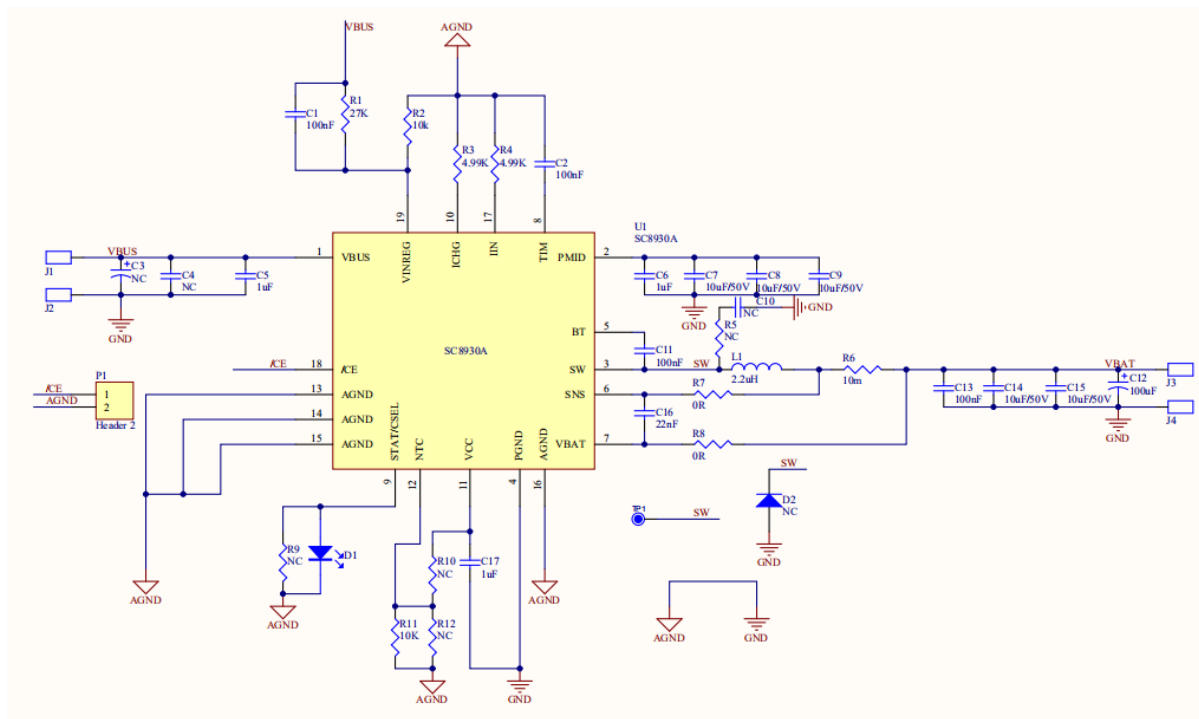 VBUS
AGND
C1
100nF
R1
27K
R2
10k
R3
4.99K
R4
4.99K
C2
100nF
19
10
17
8
U1
SC8930A
VINREG
ICHG
IIN
TIM
J1
VBUS
1
VBUS
PMID
2
C3
NC
C4
NC
C5
1uF
J2
GND
C6
1uF
C7
10uF/50V
C8
10uF/50V
C9
10uF/50V
C10
NC
GND
GND
R5
NC
BT
5
SC8930A
C11
100nF
/CE
18
/CE
SW
3
SW
L1
2.2uH
R6
10m
VBAT
J3
P1
/CE
1
AGND
2
Header 2
13
AGND
SNS
6
R7
0R
C13
100nF
C14
10uF/50V
C15
10uF/50V
C12
100uF
J4
GND
14
AGND
C16
22nF
15
AGND
VBAT
7
R8
0R
STAT/CSEL
NTC
VCC
PGND
AGND
9
12
11
4
16
SW
D2
NC
GND
TP1
SW
R9
NC
D1
AGND
AGND
R10
NC
C17
1uF
AGND
R11
10K
R12
NC
AGND
GND
AGND
GND